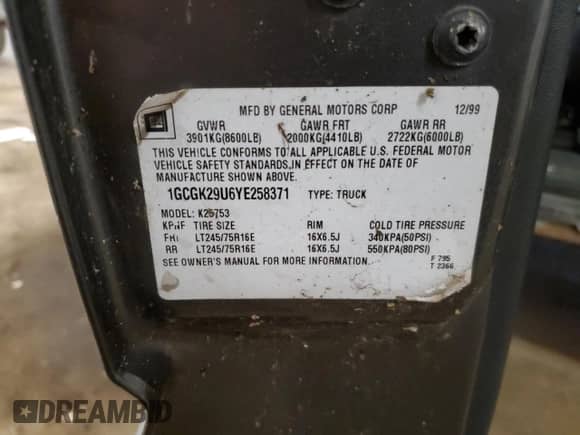 MFD BY GENERAL MOTORS CORP 12/99
GVWR GAWR FRT GAWR RR
3901KG(8600LB) 2000KG(4410LB) 2722KG(6000LB)
THIS VEHICLE CONFORMS TO ALL APPLICABLE U.S. FEDERAL MOTOR
VEHICLE SAFETY STANDARDS IN EFFECT ON THE DATE OF
MANUFACTURE SHOWN ABOVE.
1GCGK29U6YE258371 TYPE: TRUCK
MODEL: K25753
TIRE SIZE RIM COLD TIRE PRESSURE
LT245/75R16E 16X6.5J 340KPA(50PSI)
RR LT245/75R16E 16X6.5J 550KPA(80PSI)
SEE OWNER'S MANUAL FOR MORE INFORMATION.
F 795
T 2366
DREAMBID